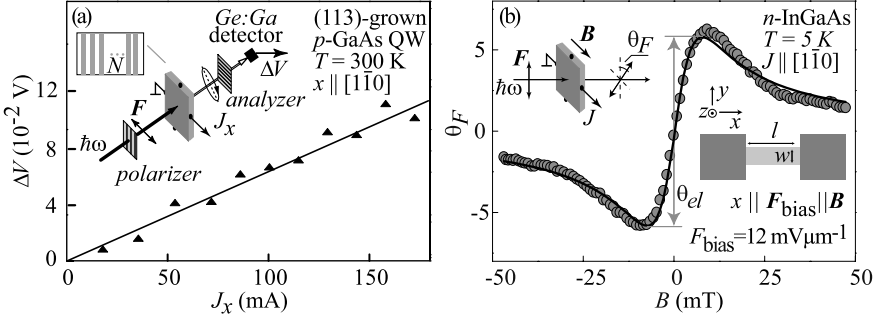 (a)
Ge:Ga
detector
(113)-grown
p-GaAs QW
T = 300 K
x || [11̄0]
N
ΔV
analyzer
F
J_x
ħω
polarizer
ΔV (10⁻² V)
12
8
4
0
0 50 100 150
J_x (mA)
(b)
n-InGaAs
T = 5 K
J || [11̄0]
B
θ_F
F
ħω
J
y
z x
l
w
θ_el
x || F_bias || B
F_bias=12 mVμm⁻¹
θ_F
5
0
-5
-50 -25 0 25 50
B (mT)